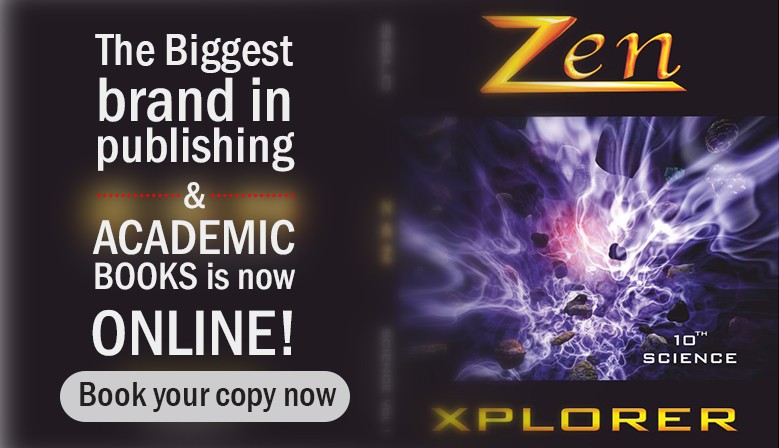 The Biggest
brand in
publishing
&
ACADEMIC
BOOKS is now
ONLINE!
Book your copy now
Zen
10TH
SCIENCE
XPLORER